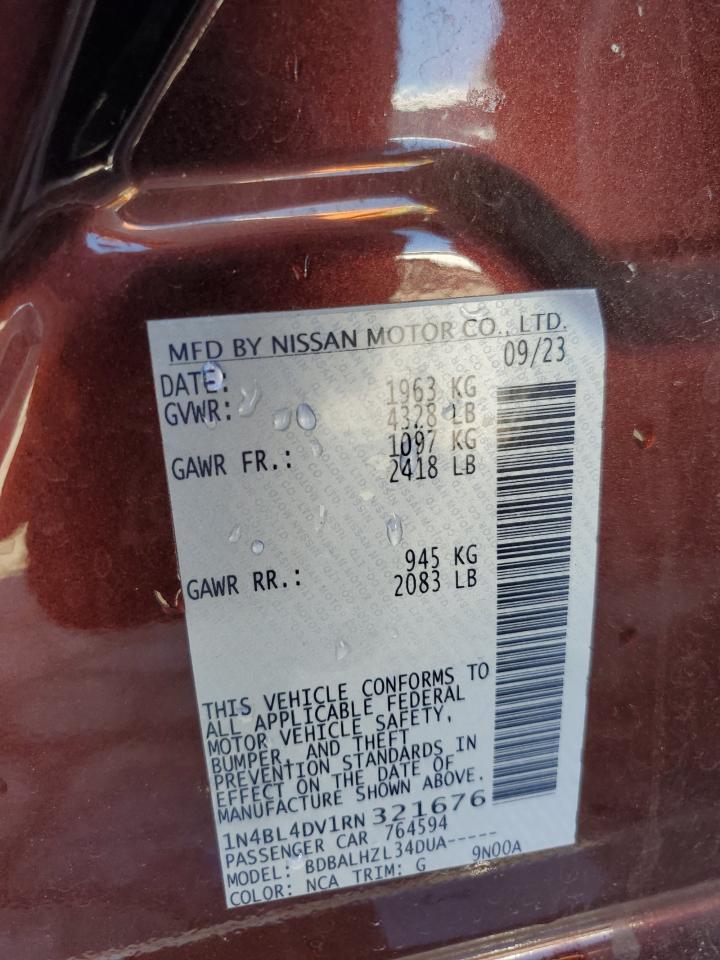 MFD BY NISSAN MOTOR CO., LTD.
DATE: 09/23
GVWR: 1963 KG
4328 LB
GAWR FR.: 1097 KG
2418 LB
GAWR RR.: 945 KG
2083 LB
THIS VEHICLE CONFORMS TO
ALL APPLICABLE FEDERAL
MOTOR VEHICLE SAFETY,
BUMPER, AND THEFT
PREVENTION STANDARDS IN
EFFECT ON THE DATE OF
MANUFACTURE SHOWN ABOVE.
1N4BL4DV1RN321676
PASSENGER CAR 764594
MODEL: BDBALHZL34DUA-----
COLOR: NCA TRIM: G 9N00A